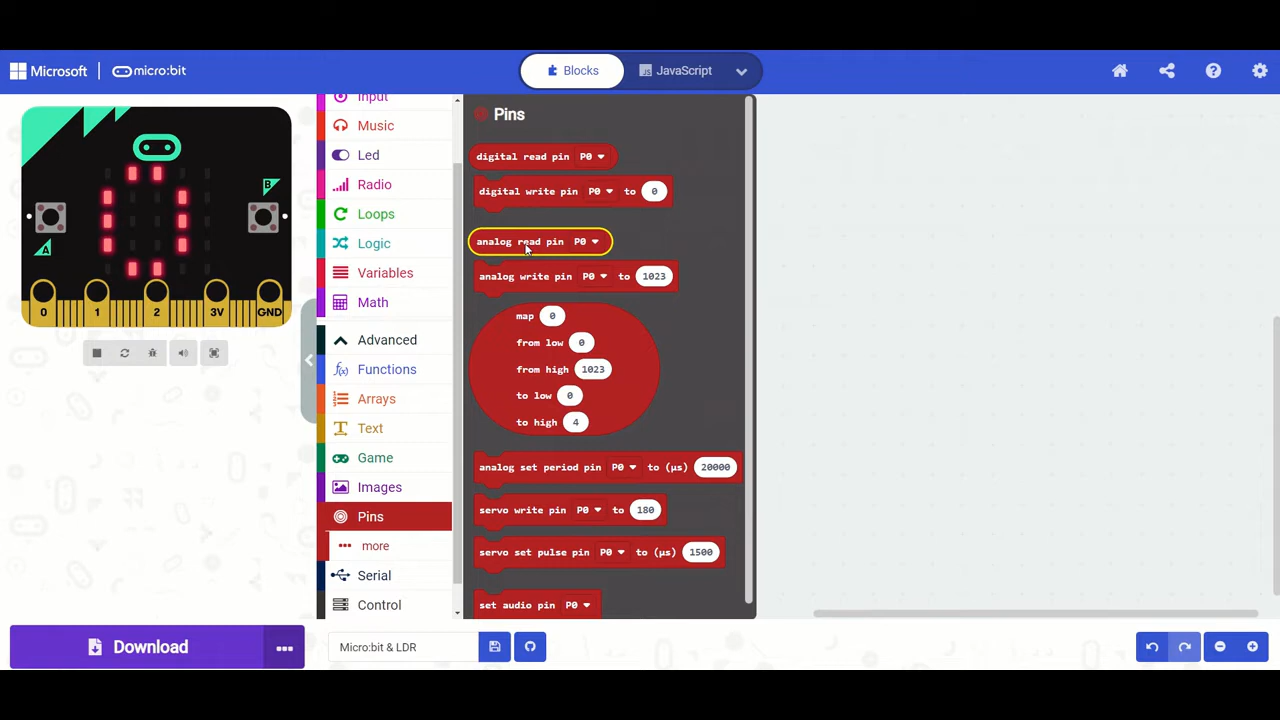 Microsoft micro:bit
Blocks
JavaScript
A
B
0 1 2 3V GND
Input
Music
Led
Radio
Loops
Logic
Variables
Math
Advanced
Functions
Arrays
Text
Game
Images
Pins
more
Serial
Control
Pins
digital read pin P0
digital write pin P0 to 0
analog read pin P0
analog write pin P0 to 1023
map 0
from low 0
from high 1023
to low 0
to high 4
analog set period pin P0 to (µs) 20000
servo write pin P0 to 180
servo set pulse pin P0 to (µs) 1500
set audio pin P0
Download
Micro:bit & LDR